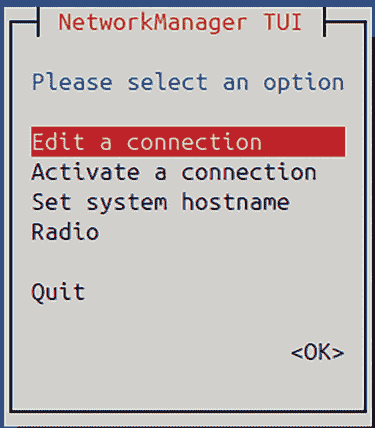 NetworkManager TUI
Please select an option
Edit a connection
Activate a connection
Set system hostname
Radio
Quit
<OK>